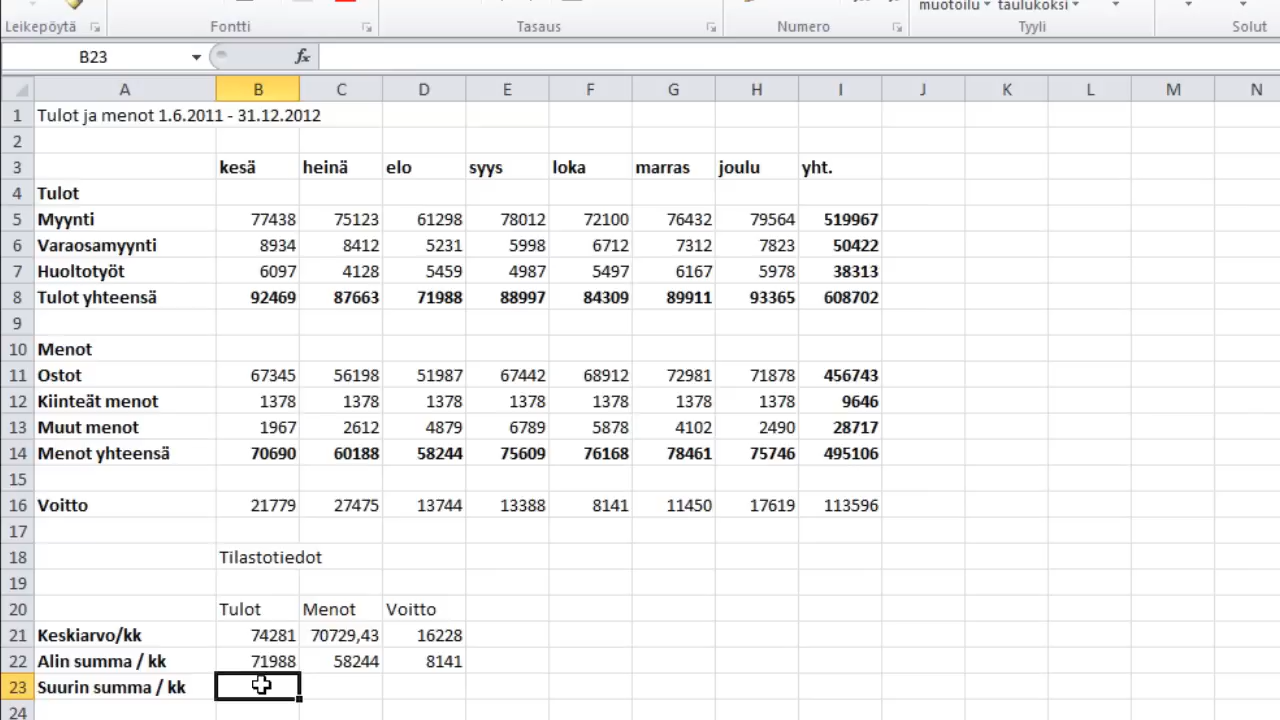 muotoilu taulukoksi
Leikepöytä Fontti Tasaus Numero Tyyli Solut
B23 fx
A B C D E F G H I J K L M N
1 Tulot ja menot 1.6.2011 - 31.12.2012
2
3 kesä heinä elo syys loka marras joulu yht.
4 Tulot
5 Myynti 77438 75123 61298 78012 72100 76432 79564 519967
6 Varaosamyynti 8934 8412 5231 5998 6712 7312 7823 50422
7 Huoltotyöt 6097 4128 5459 4987 5497 6167 5978 38313
8 Tulot yhteensä 92469 87663 71988 88997 84309 89911 93365 608702
9
10 Menot
11 Ostot 67345 56198 51987 67442 68912 72981 71878 456743
12 Kiinteät menot 1378 1378 1378 1378 1378 1378 1378 9646
13 Muut menot 1967 2612 4879 6789 5878 4102 2490 28717
14 Menot yhteensä 70690 60188 58244 75609 76168 78461 75746 495106
15
16 Voitto 21779 27475 13744 13388 8141 11450 17619 113596
17
18 Tilastotiedot
19
20 Tulot Menot Voitto
21 Keskiarvo/kk 74281 70729,43 16228
22 Alin summa / kk 71988 58244 8141
23 Suurin summa / kk
24